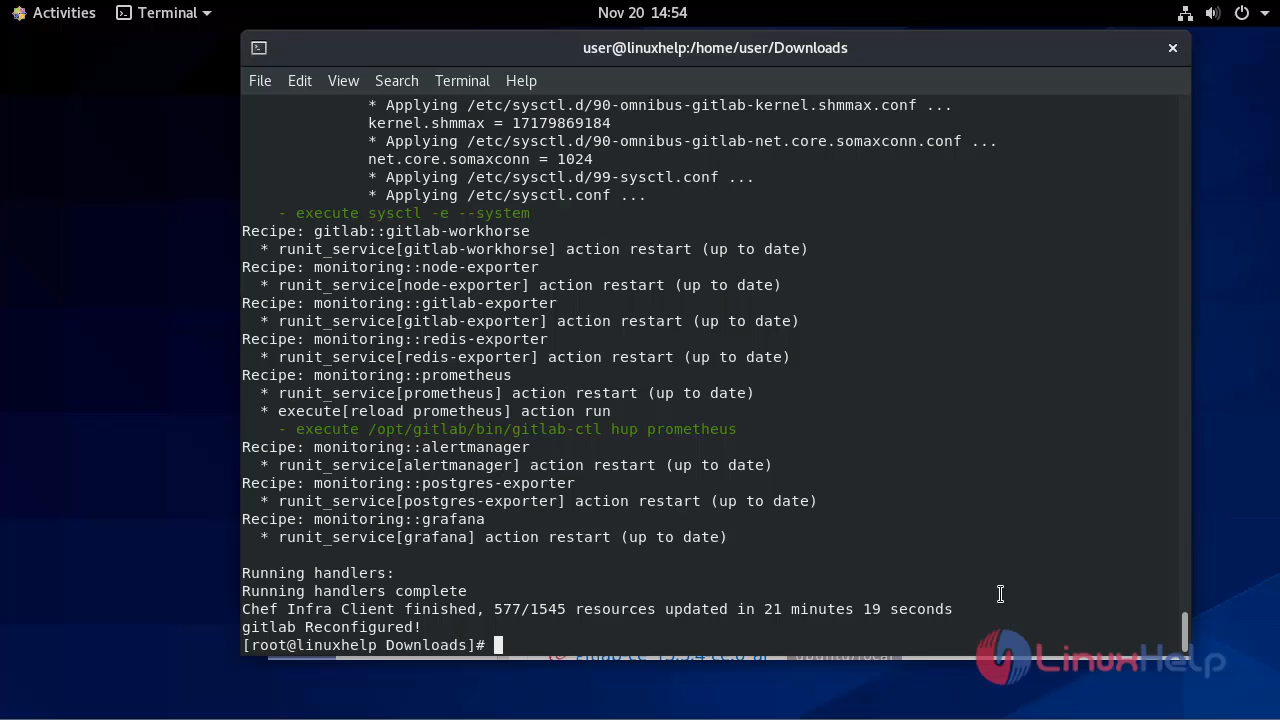 Activities Terminal Nov 20 14:54
user@linuxhelp:/home/user/Downloads
File Edit View Search Terminal Help
* Applying /etc/sysctl.d/90-omnibus-gitlab-kernel.shmmax.conf ...
kernel.shmmax = 17179869184
* Applying /etc/sysctl.d/90-omnibus-gitlab-net.core.somaxconn.conf ...
net.core.somaxconn = 1024
* Applying /etc/sysctl.d/99-sysctl.conf ...
* Applying /etc/sysctl.conf ...
- execute sysctl -e --system
Recipe: gitlab::gitlab-workhorse
* runit_service[gitlab-workhorse] action restart (up to date)
Recipe: monitoring::node-exporter
* runit_service[node-exporter] action restart (up to date)
Recipe: monitoring::gitlab-exporter
* runit_service[gitlab-exporter] action restart (up to date)
Recipe: monitoring::redis-exporter
* runit_service[redis-exporter] action restart (up to date)
Recipe: monitoring::prometheus
* runit_service[prometheus] action restart (up to date)
* execute[reload prometheus] action run
- execute /opt/gitlab/bin/gitlab-ctl hup prometheus
Recipe: monitoring::alertmanager
* runit_service[alertmanager] action restart (up to date)
Recipe: monitoring::postgres-exporter
* runit_service[postgres-exporter] action restart (up to date)
Recipe: monitoring::grafana
* runit_service[grafana] action restart (up to date)
Running handlers:
Running handlers complete
Chef Infra Client finished, 577/1545 resources updated in 21 minutes 19 seconds
gitlab Reconfigured!
[root@linuxhelp Downloads]#
LinuxHelp